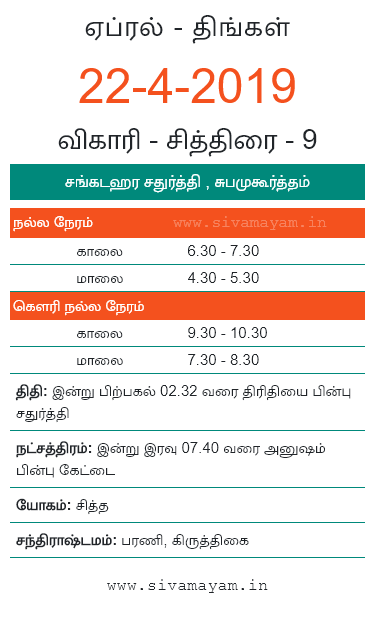 ஏப்ரல் - திங்கள்
22-4-2019
விகாரி - சித்திரை - 9
சங்கடஹர சதுர்த்தி , சுபமுகூர்த்தம்
நல்ல நேரம் www.sivamayam.in
காலை 6.30 - 7.30
மாலை 4.30 - 5.30
கௌரி நல்ல நேரம்
காலை 9.30 - 10.30
மாலை 7.30 - 8.30
திதி: இன்று பிற்பகல் 02.32 வரை திரிதியை பின்பு
சதுர்த்தி
நட்சத்திரம்: இன்று இரவு 07.40 வரை அனுஷம்
பின்பு கேட்டை
யோகம்: சித்த
சந்திராஷ்டமம்: பரணி, கிருத்திகை
www.sivamayam.in